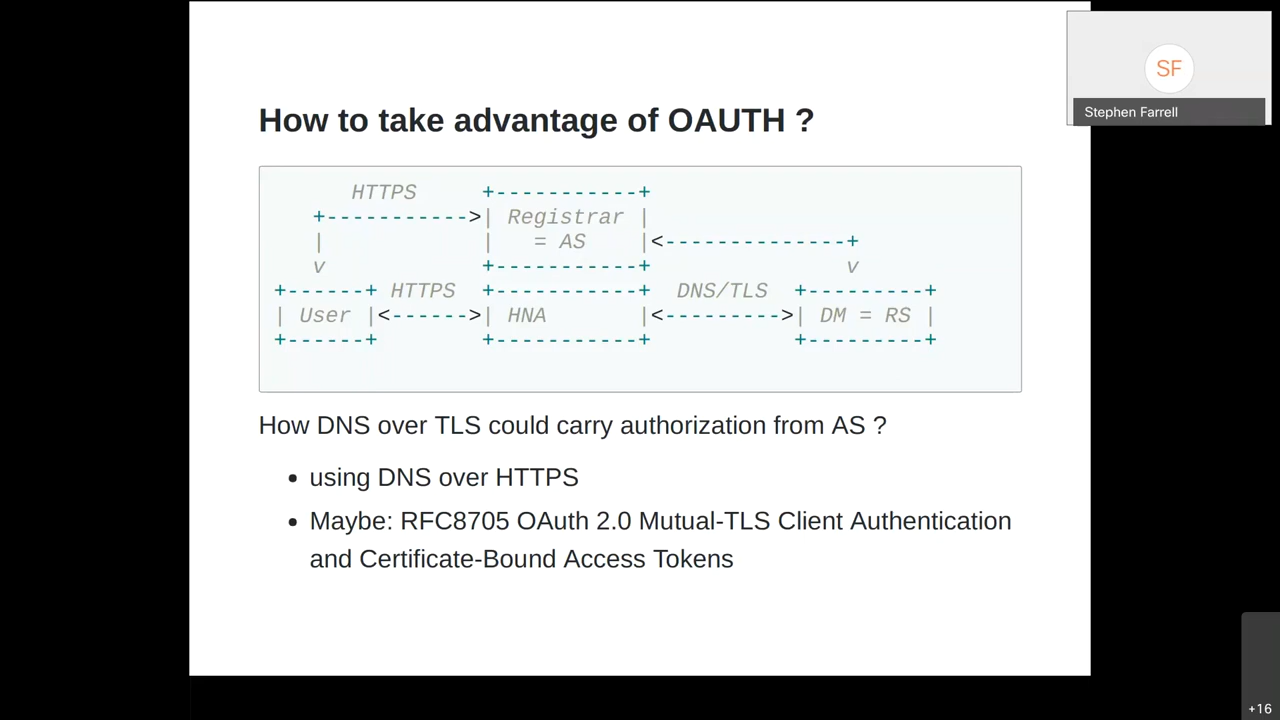 How to take advantage of OAUTH ?
        HTTPS      +-----------+
   +----------->| Registrar |
   |            |   = AS    |<--------------+
   v            +-----------+               v
+------+ HTTPS  +-----------+  DNS/TLS  +---------+
| User |<------>| HNA       |<--------->| DM = RS |
+------+        +-----------+           +---------+
How DNS over TLS could carry authorization from AS ?
• using DNS over HTTPS
• Maybe: RFC8705 OAuth 2.0 Mutual-TLS Client Authentication
and Certificate-Bound Access Tokens
SF
Stephen Farrell
+16